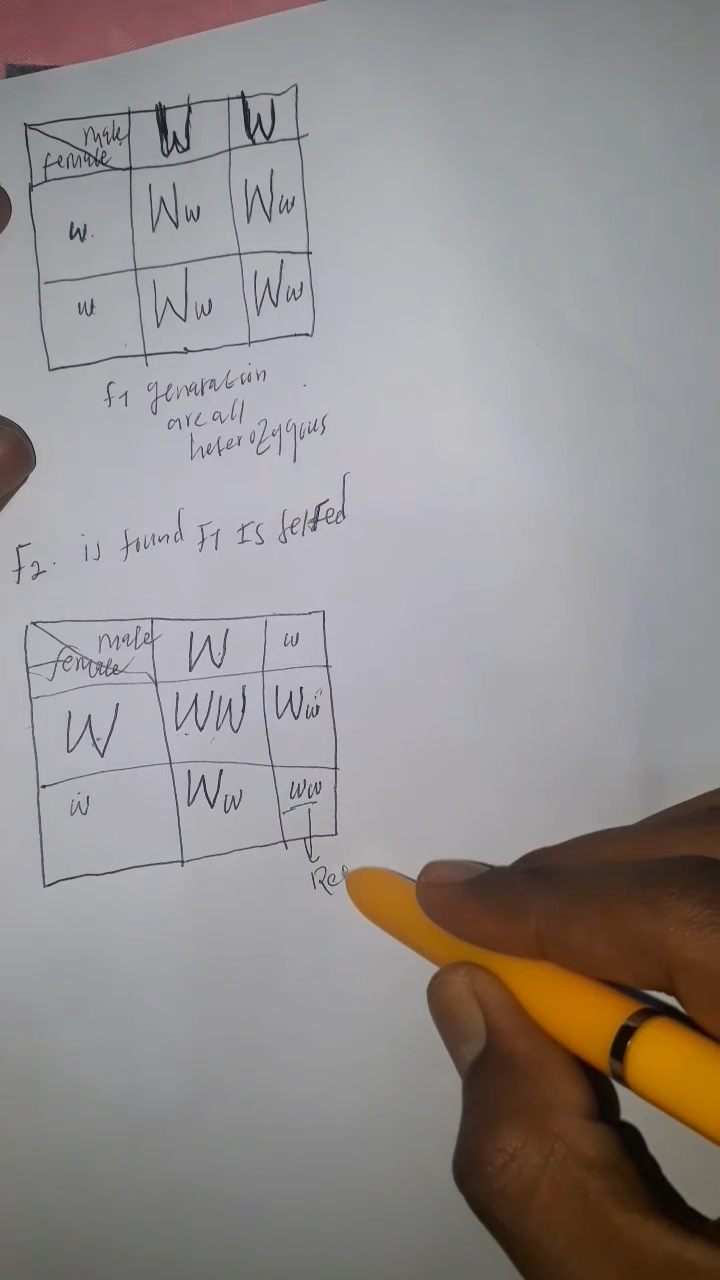 male W W
female
w. Ww Ww
w Ww Ww
F1 genaration
are all
heterozygous
F2. is found F1 Is selfed
male W w
female
W WW Ww
w Ww ww
Re